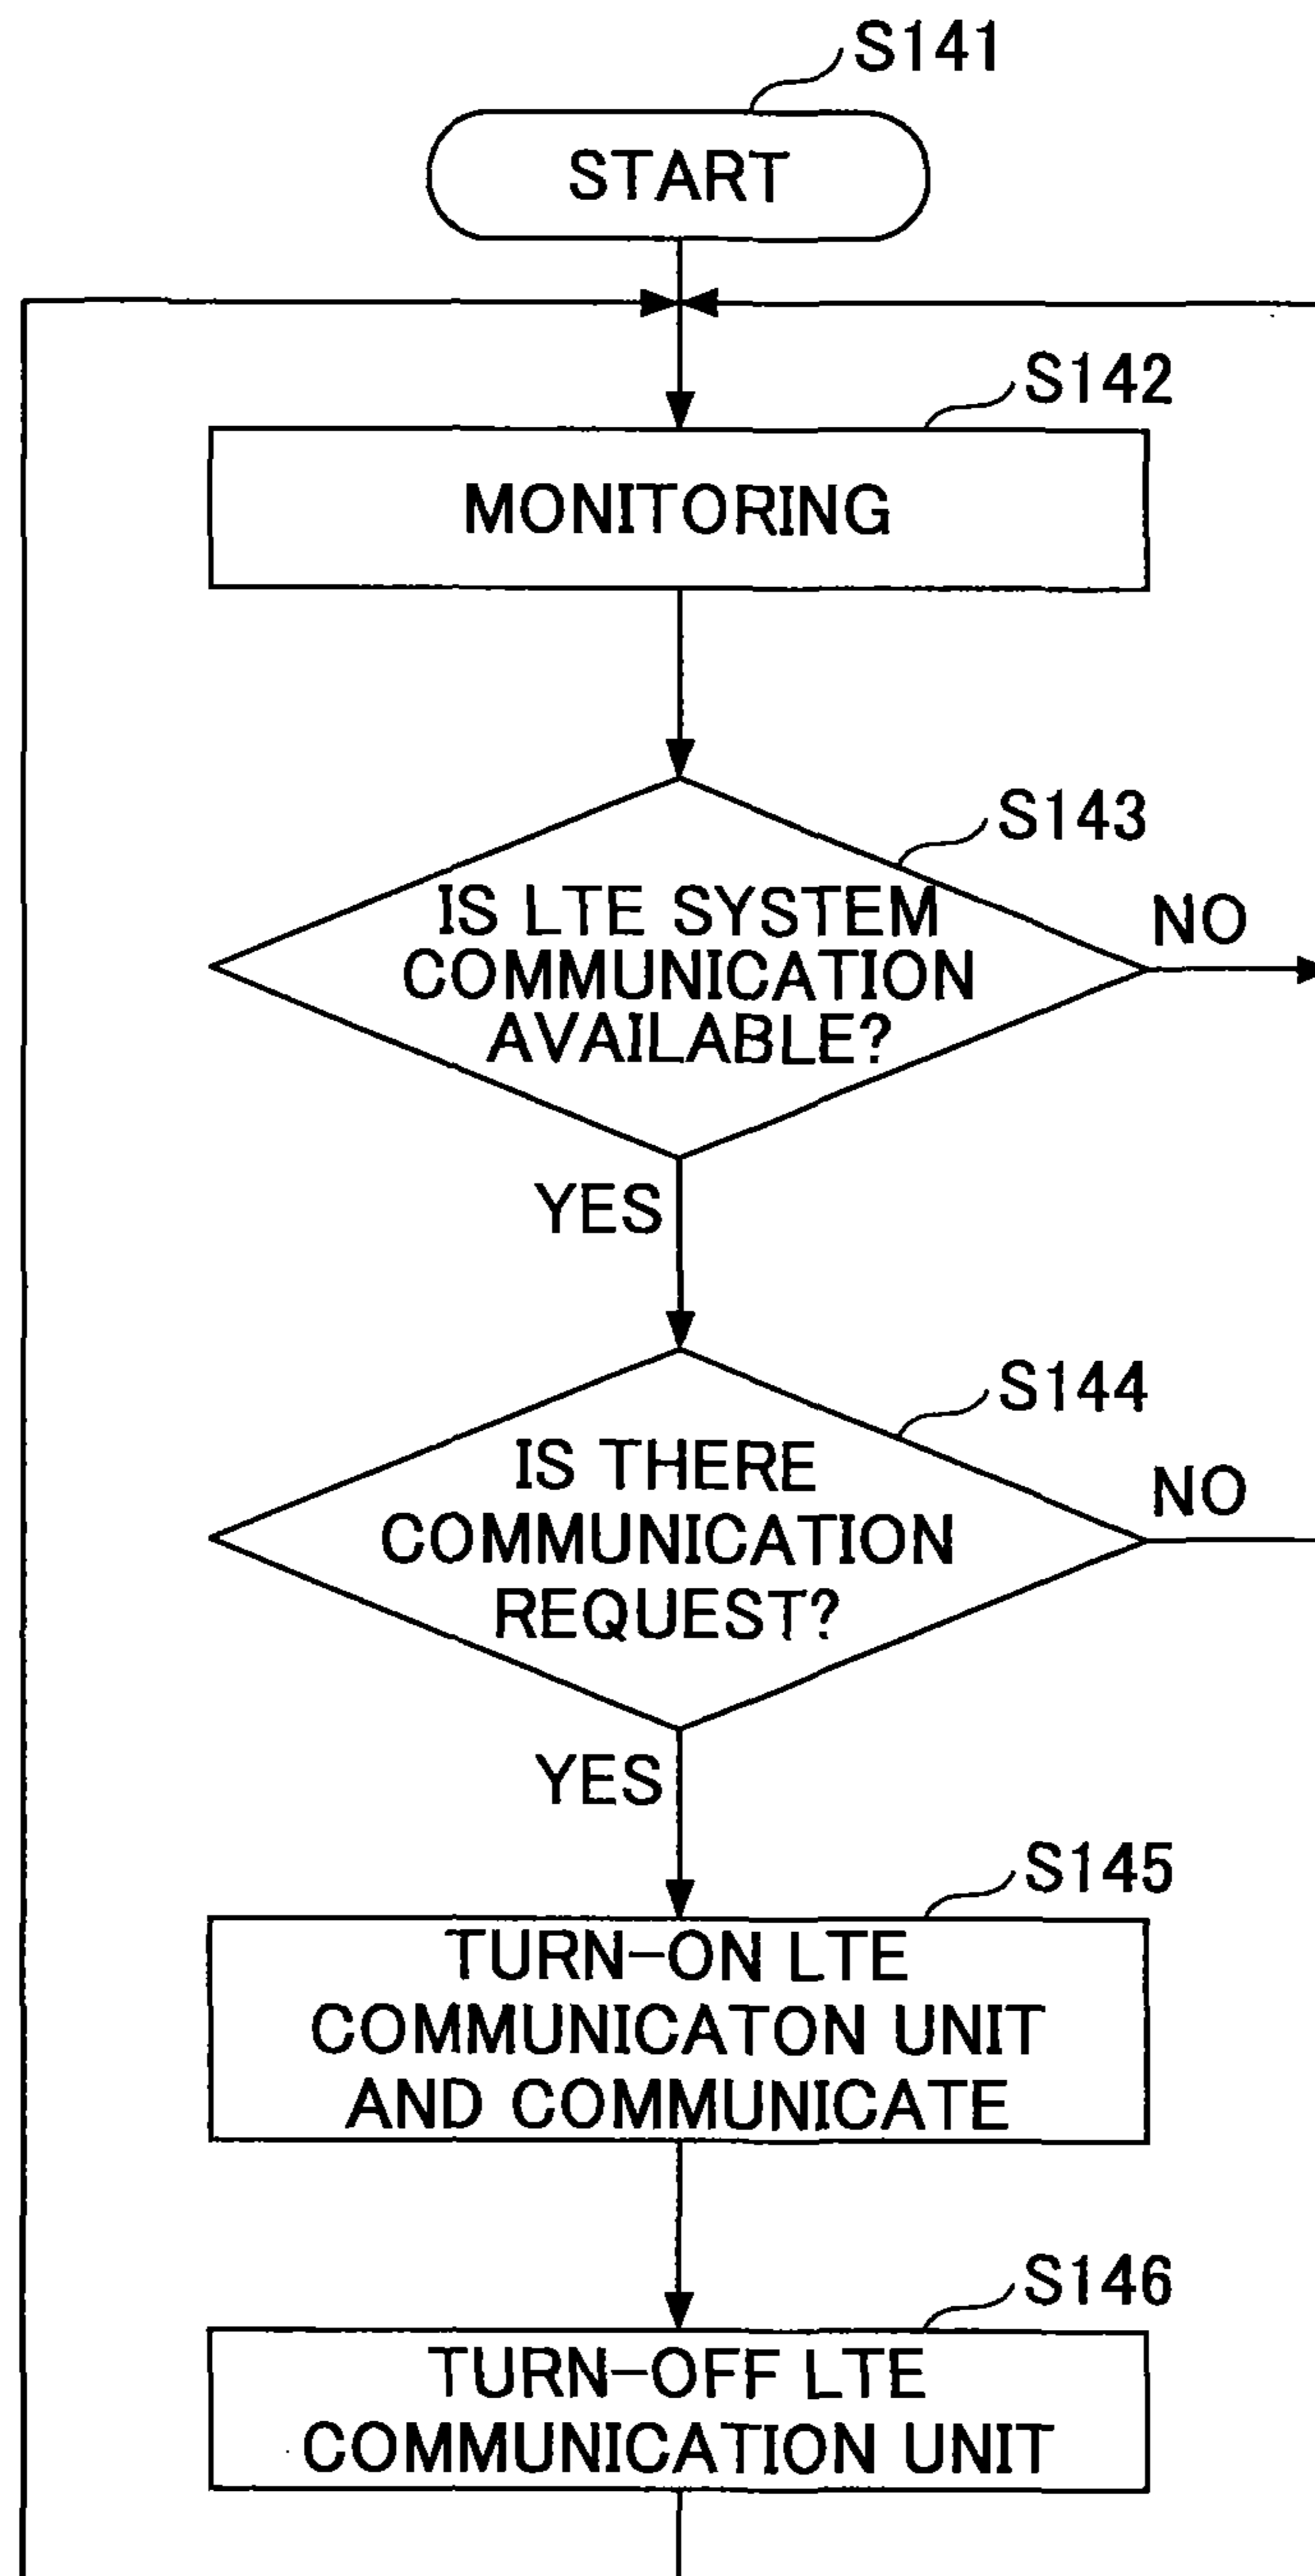 S141
START
S142
MONITORING
S143
IS LTE SYSTEM
COMMUNICATION
AVAILABLE?
NO
YES
S144
IS THERE
COMMUNICATION
REQUEST?
NO
YES
S145
TURN-ON LTE
COMMUNICATON UNIT
AND COMMUNICATE
S146
TURN-OFF LTE
COMMUNICATION UNIT